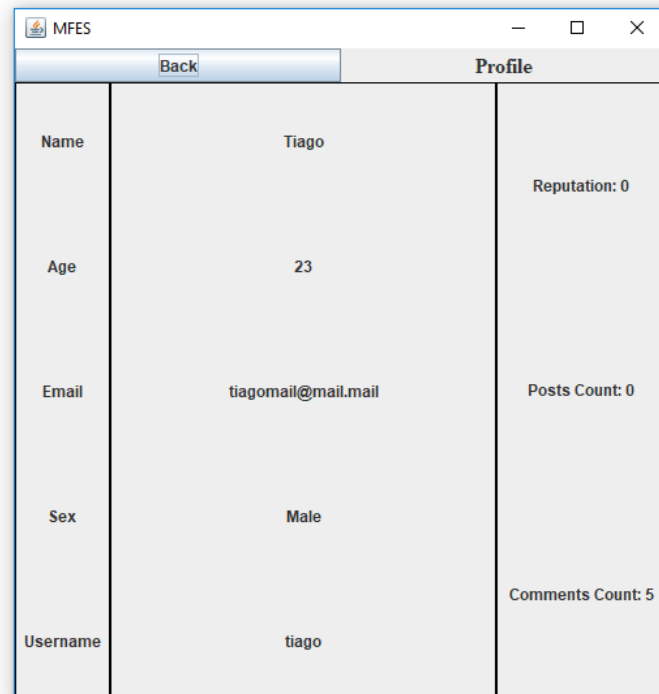 MFES
Back
Profile
Name
Tiago
Reputation: 0
Age
23
Email
tiagomail@mail.mail
Posts Count: 0
Sex
Male
Comments Count: 5
Username
tiago